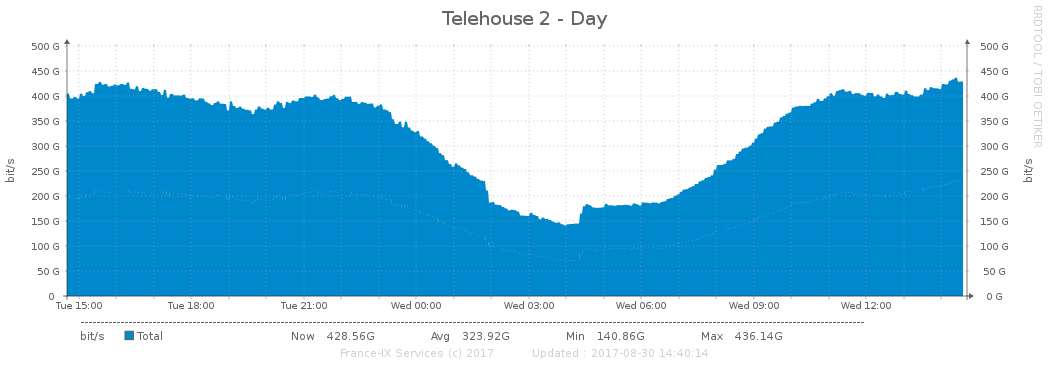 Telehouse 2 - Day
RRDTOOL / TOBI OETIKER
500 G 500 G
450 G 450 G
400 G 400 G
350 G 350 G
300 G 300 G
250 G 250 G
200 G 200 G
150 G 150 G
100 G 100 G
50 G 50 G
0 0 G
bit/s bit/s
Tue 15:00 Tue 18:00 Tue 21:00 Wed 00:00 Wed 03:00 Wed 06:00 Wed 09:00 Wed 12:00
bit/s Total Now 428.56G Avg 323.92G Min 140.86G Max 436.14G
France-IX Services (c) 2017 Updated : 2017-08-30 14:40:14